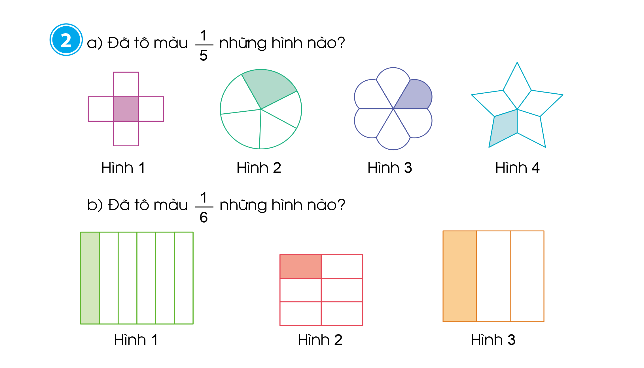 2 a) Đã tô màu 1/5 những hình nào?
Hình 1 Hình 2 Hình 3 Hình 4
b) Đã tô màu 1/6 những hình nào?
Hình 1 Hình 2 Hình 3